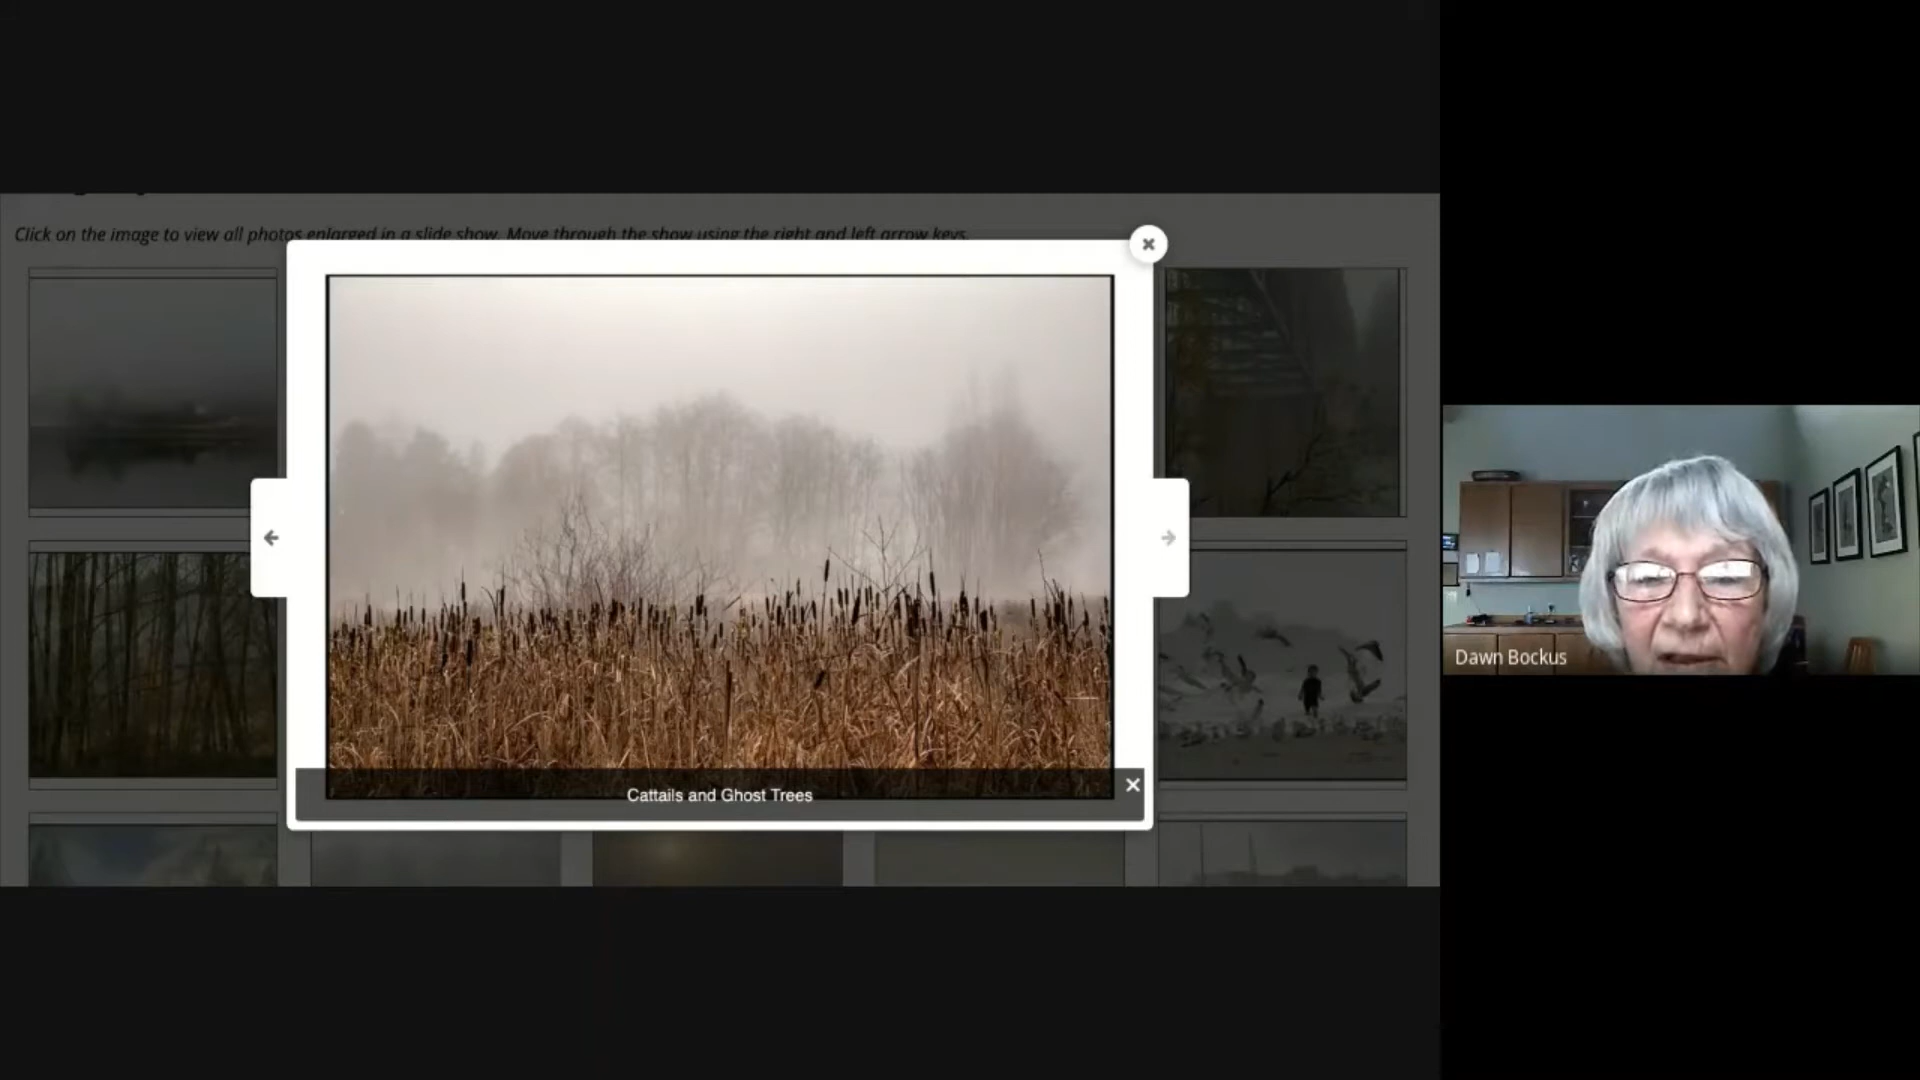 Click on the image to view all photos enlarged in a slide show. Move through the show using the right and left arrow keys.
Cattails and Ghost Trees
Dawn Bockus